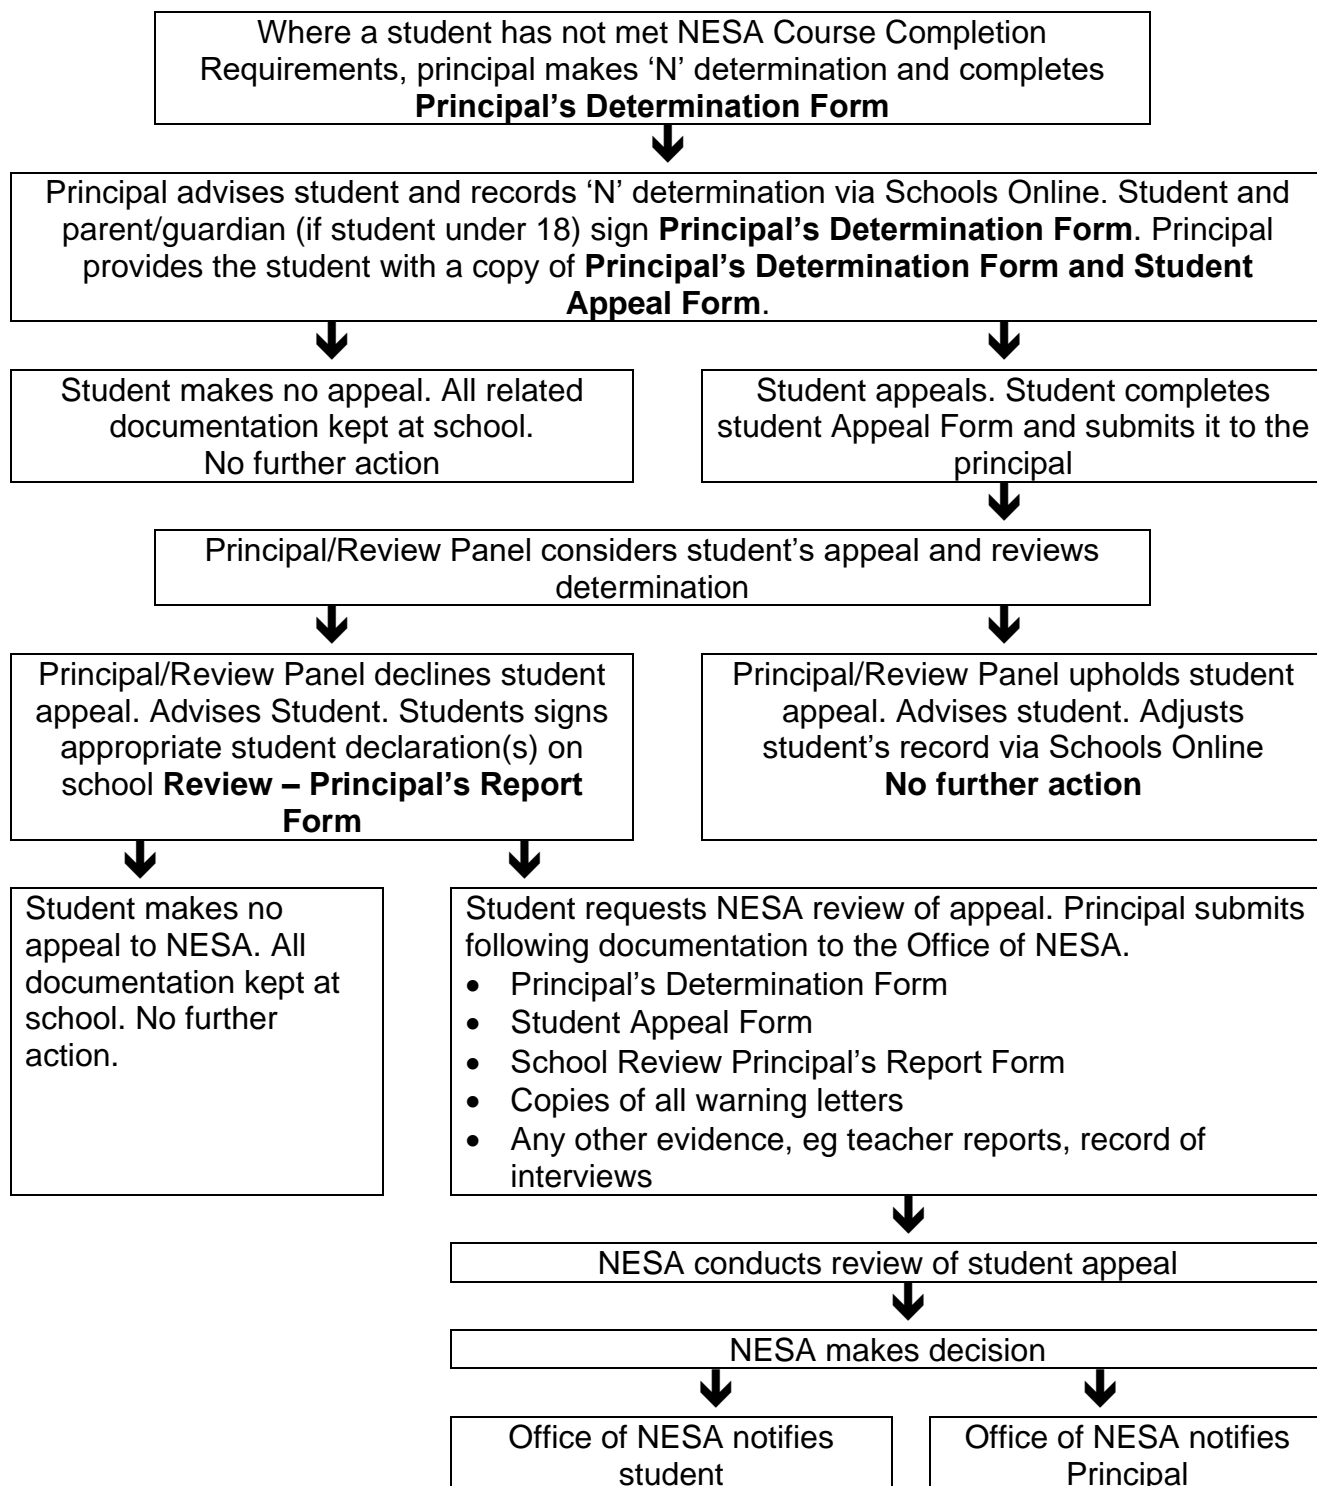 Where a student has not met NESA Course Completion
Requirements, principal makes ‘N’ determination and completes
Principal’s Determination Form
Principal advises student and records ‘N’ determination via Schools Online. Student and
parent/guardian (if student under 18) sign Principal’s Determination Form. Principal
provides the student with a copy of Principal’s Determination Form and Student
Appeal Form.
Student makes no appeal. All related
documentation kept at school.
No further action
Student appeals. Student completes
student Appeal Form and submits it to the
principal
Principal/Review Panel considers student’s appeal and reviews
determination
Principal/Review Panel declines student
appeal. Advises Student. Students signs
appropriate student declaration(s) on
school Review – Principal’s Report
Form
Principal/Review Panel upholds student
appeal. Advises student. Adjusts
student’s record via Schools Online
No further action
Student makes no
appeal to NESA. All
documentation kept at
school. No further
action.
Student requests NESA review of appeal. Principal submits
following documentation to the Office of NESA.
• Principal’s Determination Form
• Student Appeal Form
• School Review Principal’s Report Form
• Copies of all warning letters
• Any other evidence, eg teacher reports, record of
interviews
NESA conducts review of student appeal
NESA makes decision
Office of NESA notifies
student
Office of NESA notifies
Principal